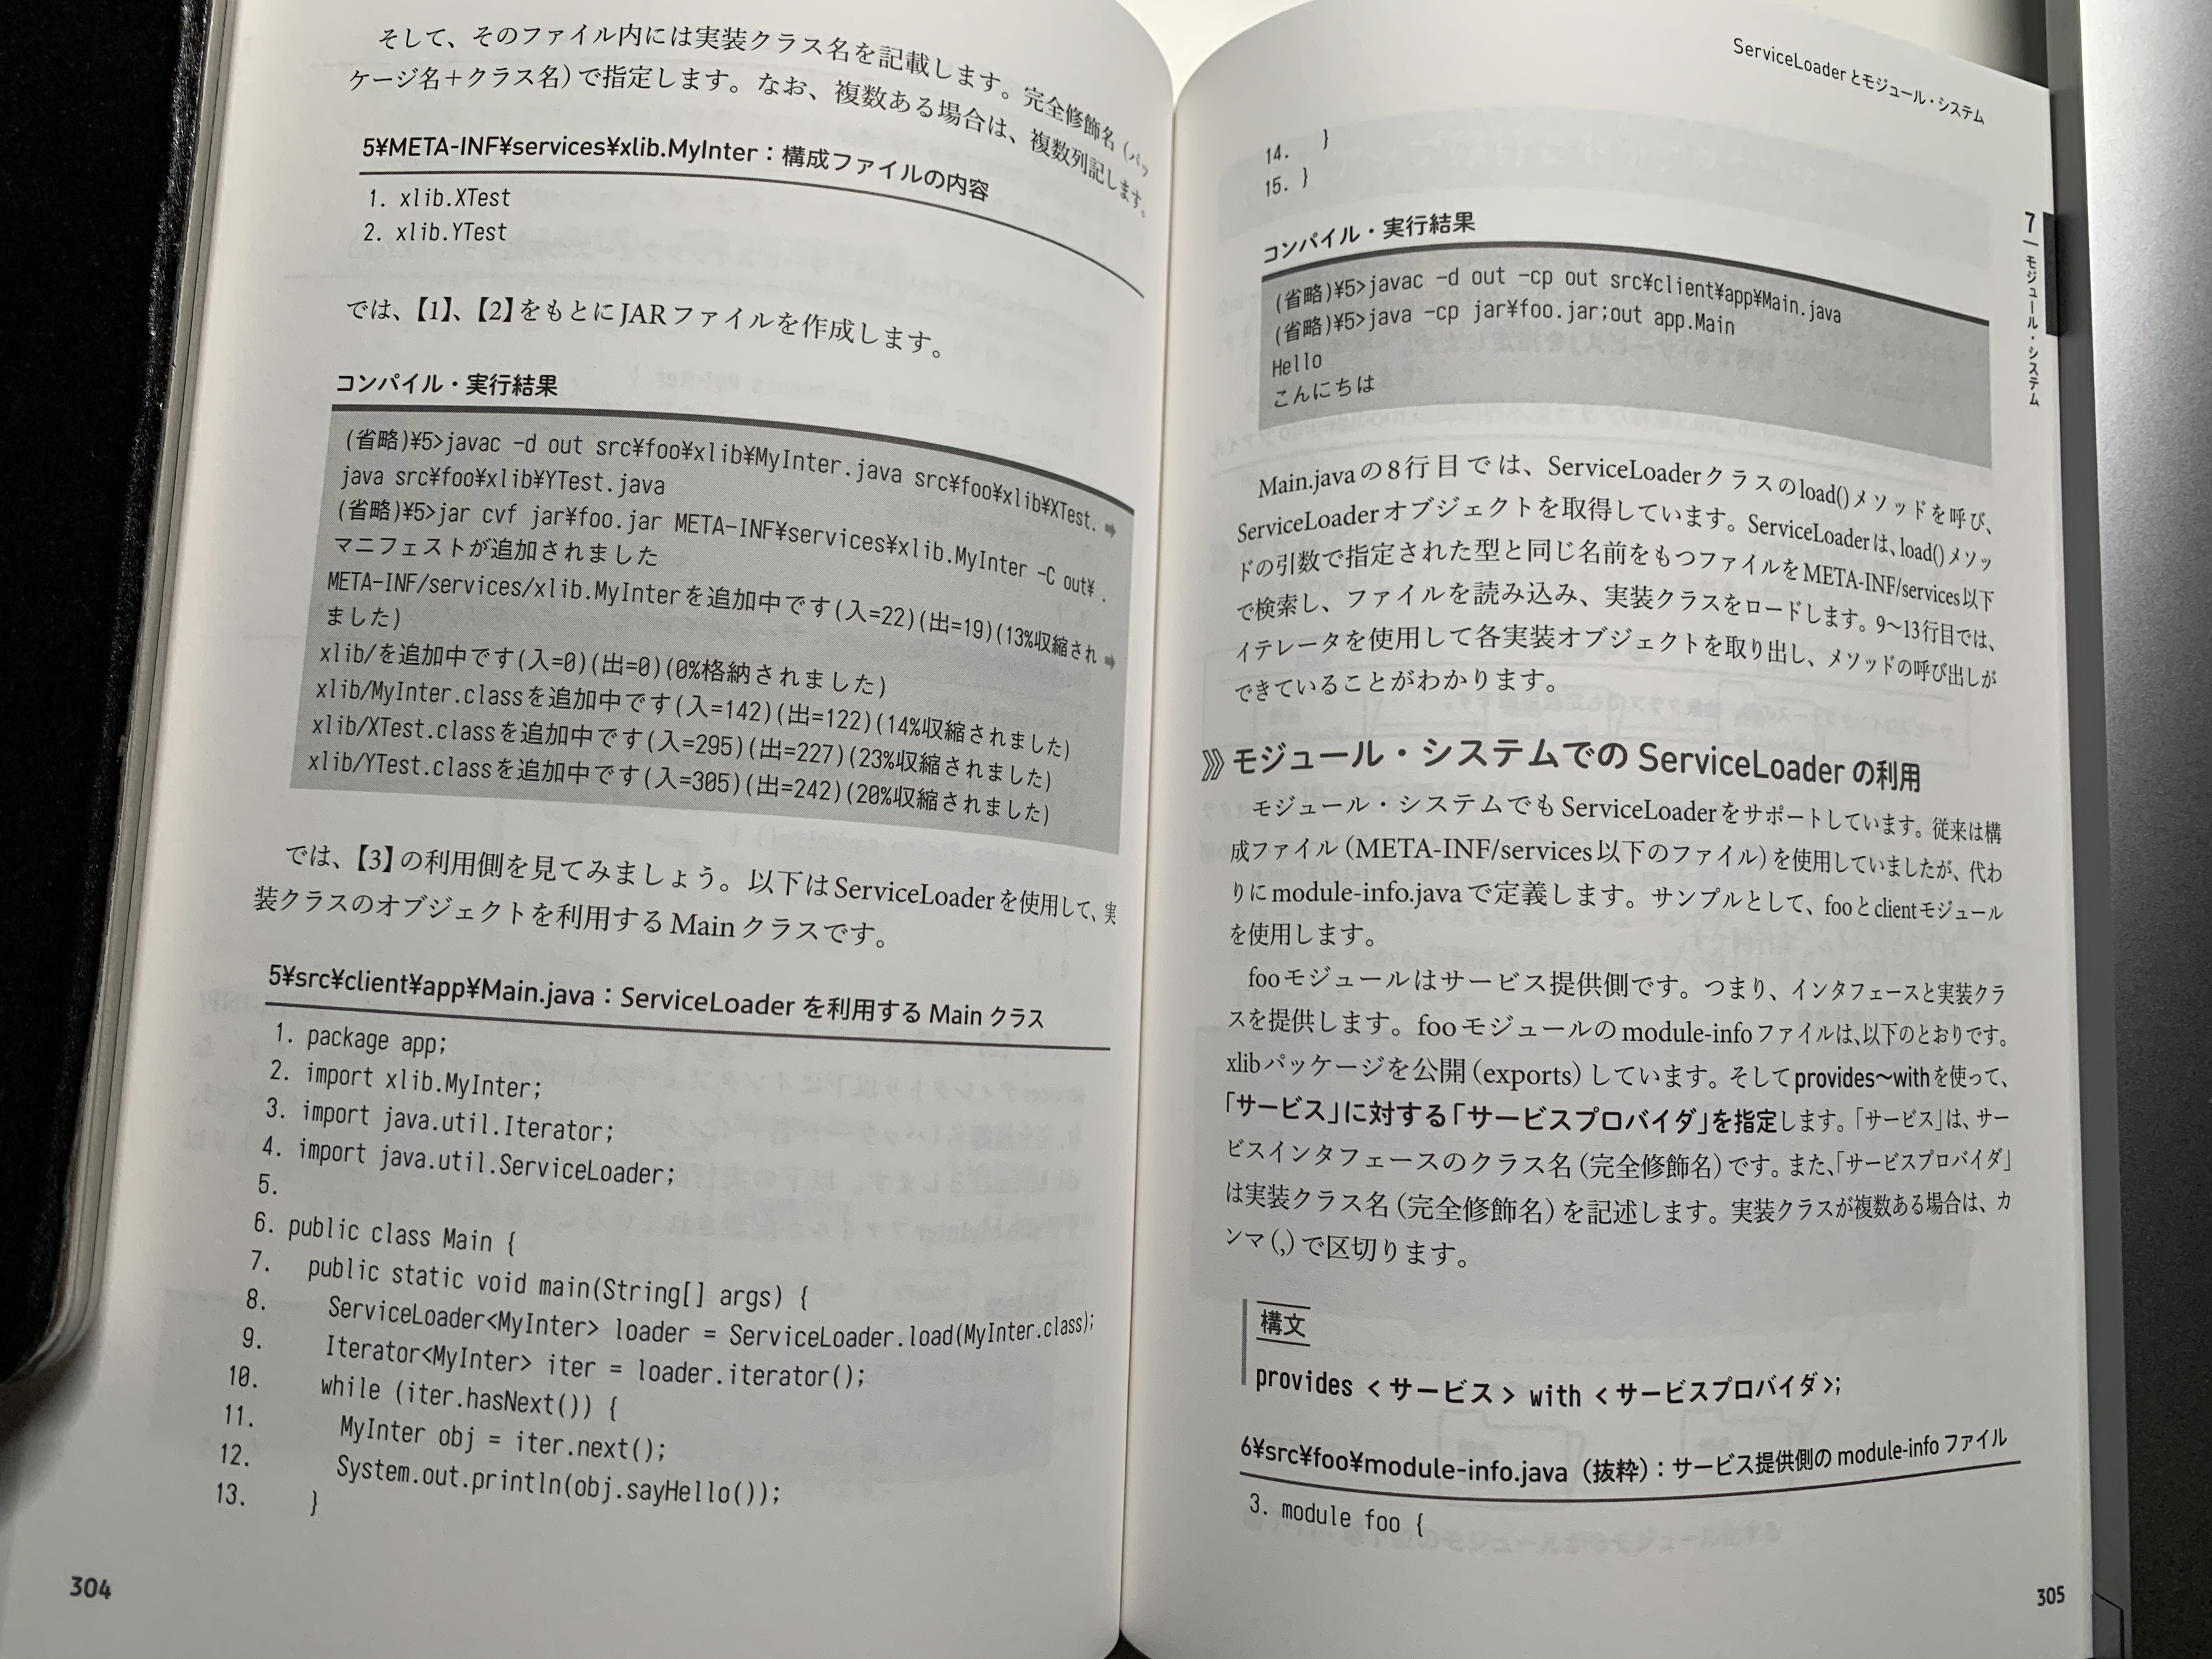 そして、そのファイル内には実装クラス名を記載します。完全修飾名（パッ
ケージ名＋クラス名）で指定します。なお、複数ある場合は、複数列記します。
5¥META-INF¥services¥xlib.MyInter：構成ファイルの内容
1. xlib.XTest
2. xlib.YTest
では、【1】、【2】をもとにJARファイルを作成します。
コンパイル・実行結果
(省略)¥5>javac -d out src¥foo¥xlib¥MyInter.java src¥foo¥xlib¥XTest. ➡
java src¥foo¥xlib¥YTest.java
(省略)¥5>jar cvf jar¥foo.jar META-INF¥services¥xlib.MyInter -C out¥ .
マニフェストが追加されました
META-INF/services/xlib.MyInterを追加中です(入=22)(出=19)(13%収縮され ➡
ました)
xlib/を追加中です(入=0)(出=0)(0%格納されました)
xlib/MyInter.classを追加中です(入=142)(出=122)(14%収縮されました)
xlib/XTest.classを追加中です(入=295)(出=227)(23%収縮されました)
xlib/YTest.classを追加中です(入=305)(出=242)(20%収縮されました)
では、【3】の利用側を見てみましょう。以下はServiceLoaderを使用して、実
装クラスのオブジェクトを利用するMainクラスです。
5¥src¥client¥app¥Main.java：ServiceLoader を利用する Main クラス
1. package app;
2. import xlib.MyInter;
3. import java.util.Iterator;
4. import java.util.ServiceLoader;
5.
6. public class Main {
7.   public static void main(String[] args) {
8.     ServiceLoader<MyInter> loader = ServiceLoader.load(MyInter.class);
9.     Iterator<MyInter> iter = loader.iterator();
10.     while (iter.hasNext()) {
11.       MyInter obj = iter.next();
12.       System.out.println(obj.sayHello());
13.     }
304
ServiceLoader とモジュール・システム
14.   }
15. }
コンパイル・実行結果
(省略)¥5>javac -d out -cp out src¥client¥app¥Main.java
(省略)¥5>java -cp jar¥foo.jar;out app.Main
Hello
こんにちは
Main.javaの8行目では、ServiceLoaderクラスのload()メソッドを呼び、
ServiceLoaderオブジェクトを取得しています。ServiceLoaderは、load()メソッ
ドの引数で指定された型と同じ名前をもつファイルをMETA-INF/services以下
で検索し、ファイルを読み込み、実装クラスをロードします。9〜13行目では、
イテレータを使用して各実装オブジェクトを取り出し、メソッドの呼び出しが
できていることがわかります。
モジュール・システムでの ServiceLoader の利用
モジュール・システムでもServiceLoaderをサポートしています。従来は構
成ファイル（META-INF/services以下のファイル）を使用していましたが、代わ
りにmodule-info.javaで定義します。サンプルとして、fooとclientモジュール
を使用します。
fooモジュールはサービス提供側です。つまり、インタフェースと実装クラ
スを提供します。fooモジュールのmodule-infoファイルは、以下のとおりです。
xlibパッケージを公開（exports）しています。そしてprovides〜withを使って、
「サービス」に対する「サービスプロバイダ」を指定します。「サービス」は、サー
ビスインタフェースのクラス名（完全修飾名）です。また、「サービスプロバイダ」
は実装クラス名（完全修飾名）を記述します。実装クラスが複数ある場合は、カ
ンマ(,)で区切ります。
構文
provides <サービス> with <サービスプロバイダ>;
6¥src¥foo¥module-info.java（抜粋）：サービス提供側の module-info ファイル
3. module foo {
7 モジュール・システム
305